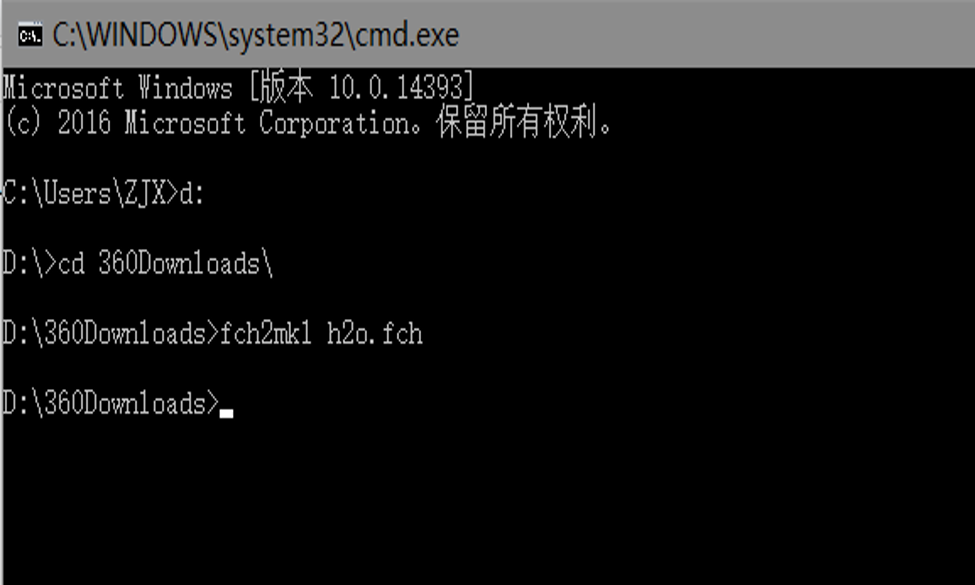 C:\WINDOWS\system32\cmd.exe
Microsoft Windows [版本 10.0.14393]
(c) 2016 Microsoft Corporation。保留所有权利。
C:\Users\ZJX>d:
D:\>cd 360Downloads\
D:\360Downloads>fch2mkl h2o.fch
D:\360Downloads>